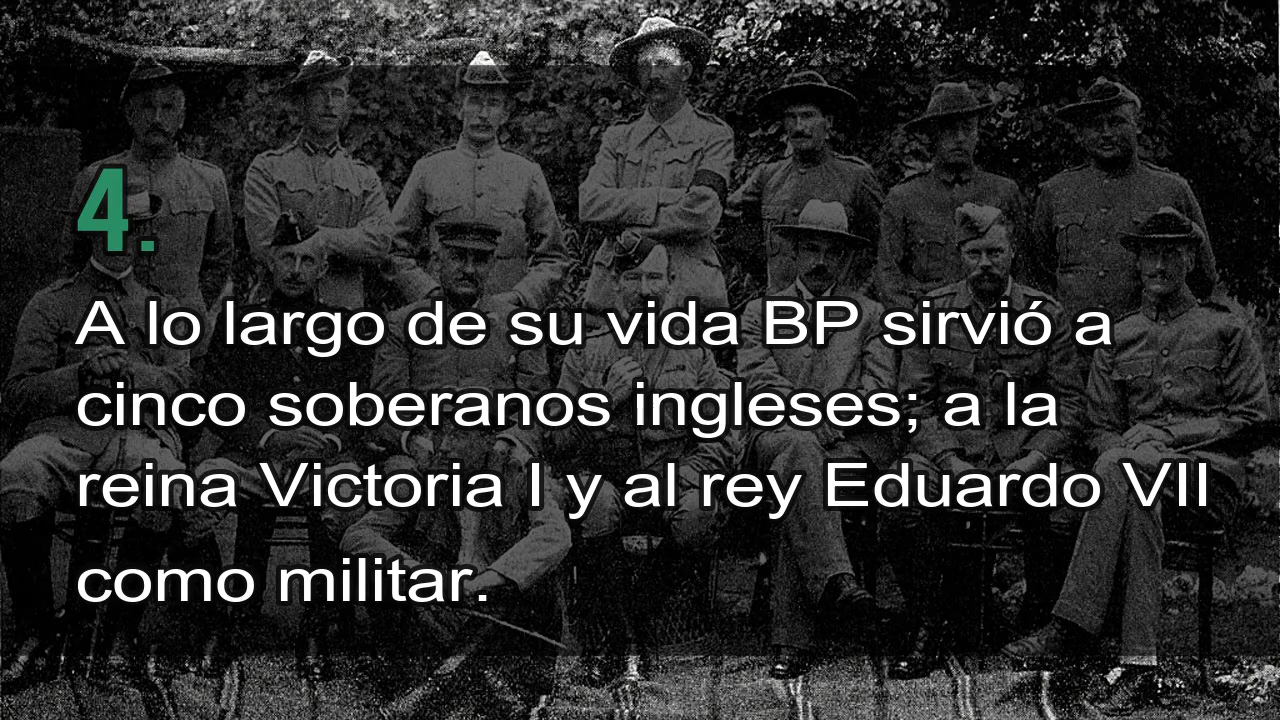 4.
A lo largo de su vida BP sirvió a
cinco soberanos ingleses; a la
reina Victoria I y al rey Eduardo VII
como militar.